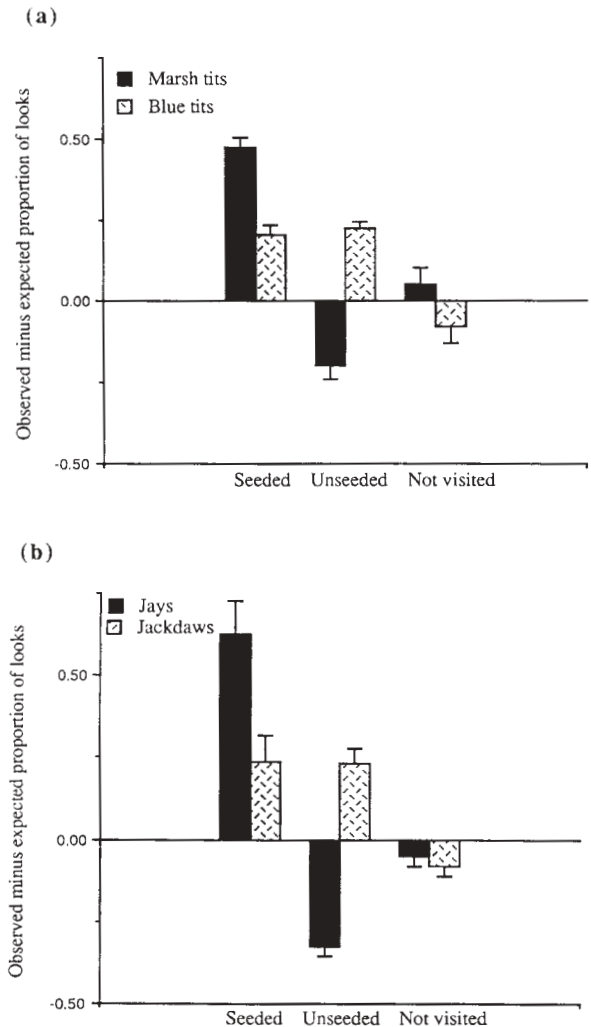 (a)
Marsh tits
Blue tits
Observed minus expected proportion of looks
0.50
0.00
-0.50
Seeded Unseeded Not visited
(b)
Jays
Jackdaws
Observed minus expected proportion of looks
0.50
0.00
-0.50
Seeded Unseeded Not visited